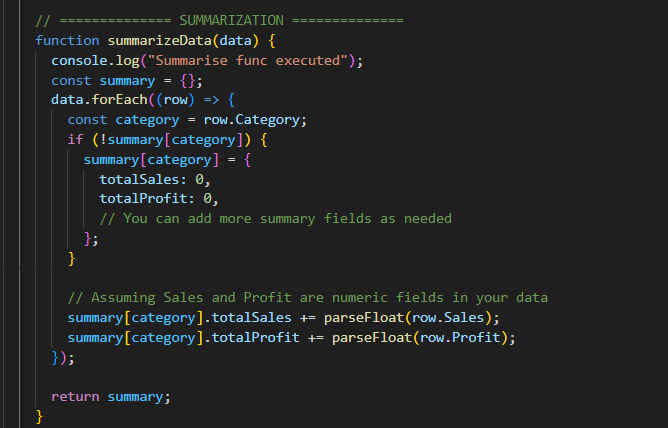 // ============== SUMMARIZATION ==============
function summarizeData(data) {
  console.log("Summarise func executed");
  const summary = {};
  data.forEach((row) => {
    const category = row.Category;
    if (!summary[category]) {
      summary[category] = {
        totalSales: 0,
        totalProfit: 0,
        // You can add more summary fields as needed
      };
    }

    // Assuming Sales and Profit are numeric fields in your data
    summary[category].totalSales += parseFloat(row.Sales);
    summary[category].totalProfit += parseFloat(row.Profit);
  });

  return summary;
}